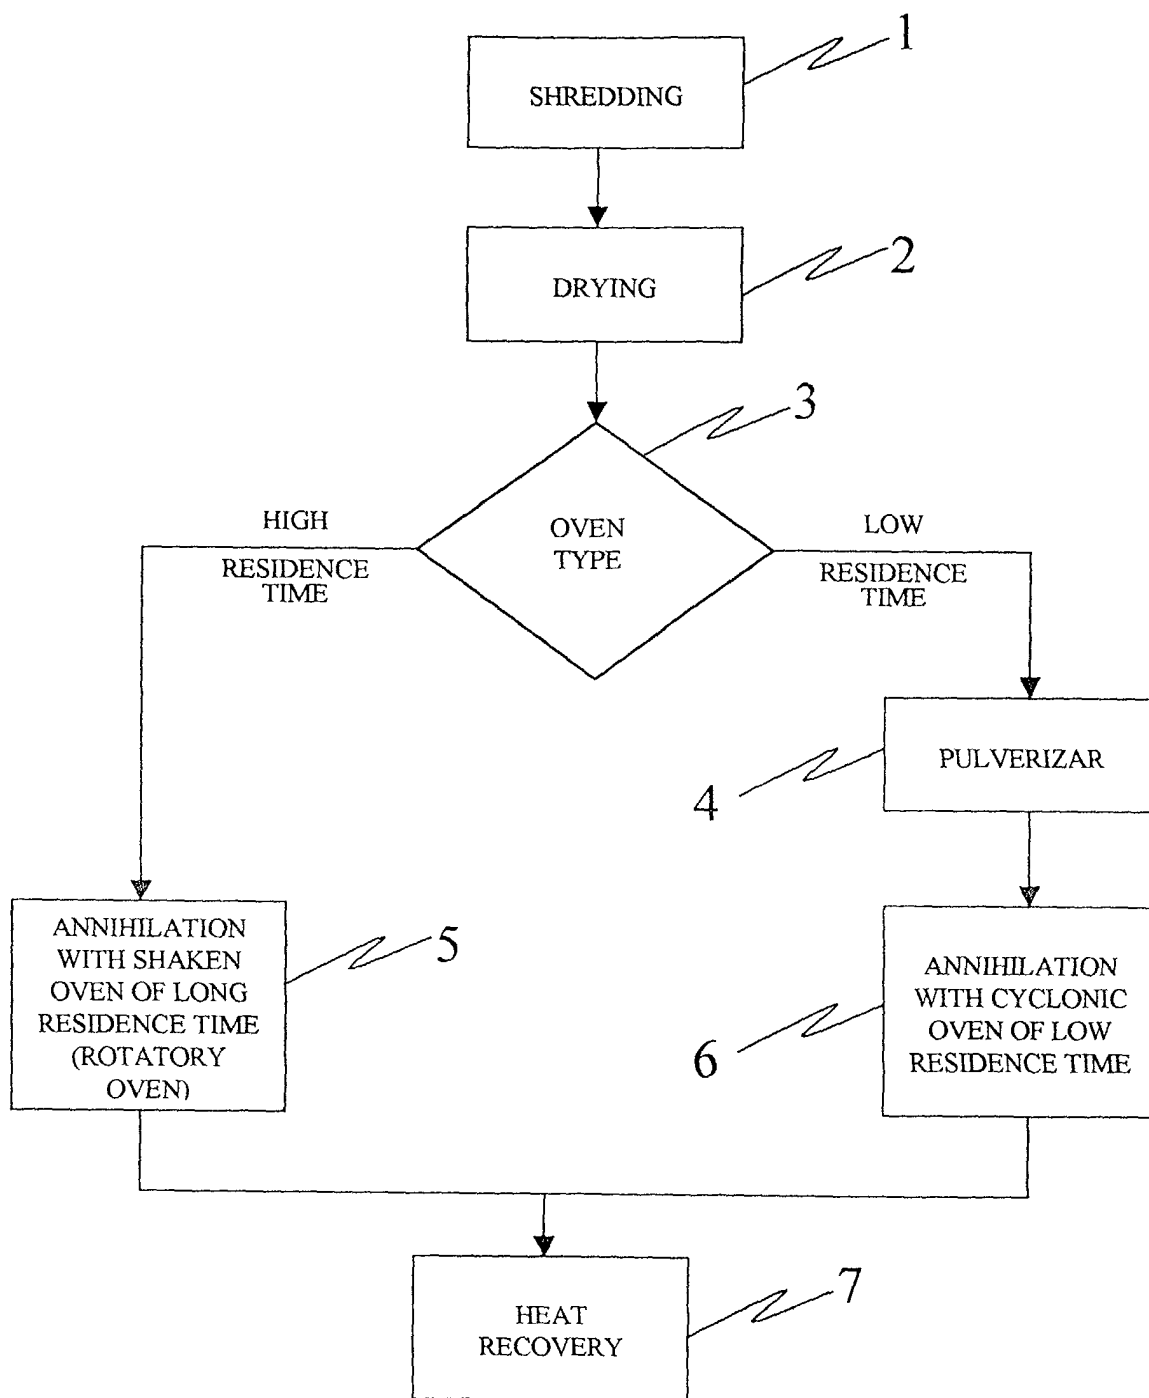 1
SHREDDING
2
DRYING
3
OVEN
TYPE
HIGH
RESIDENCE
TIME
LOW
RESIDENCE
TIME
4
PULVERIZAR
5
ANNIHILATION
WITH SHAKEN
OVEN OF LONG
RESIDENCE TIME
(ROTATORY
OVEN)
6
ANNIHILATION
WITH CYCLONIC
OVEN OF LOW
RESIDENCE TIME
7
HEAT
RECOVERY